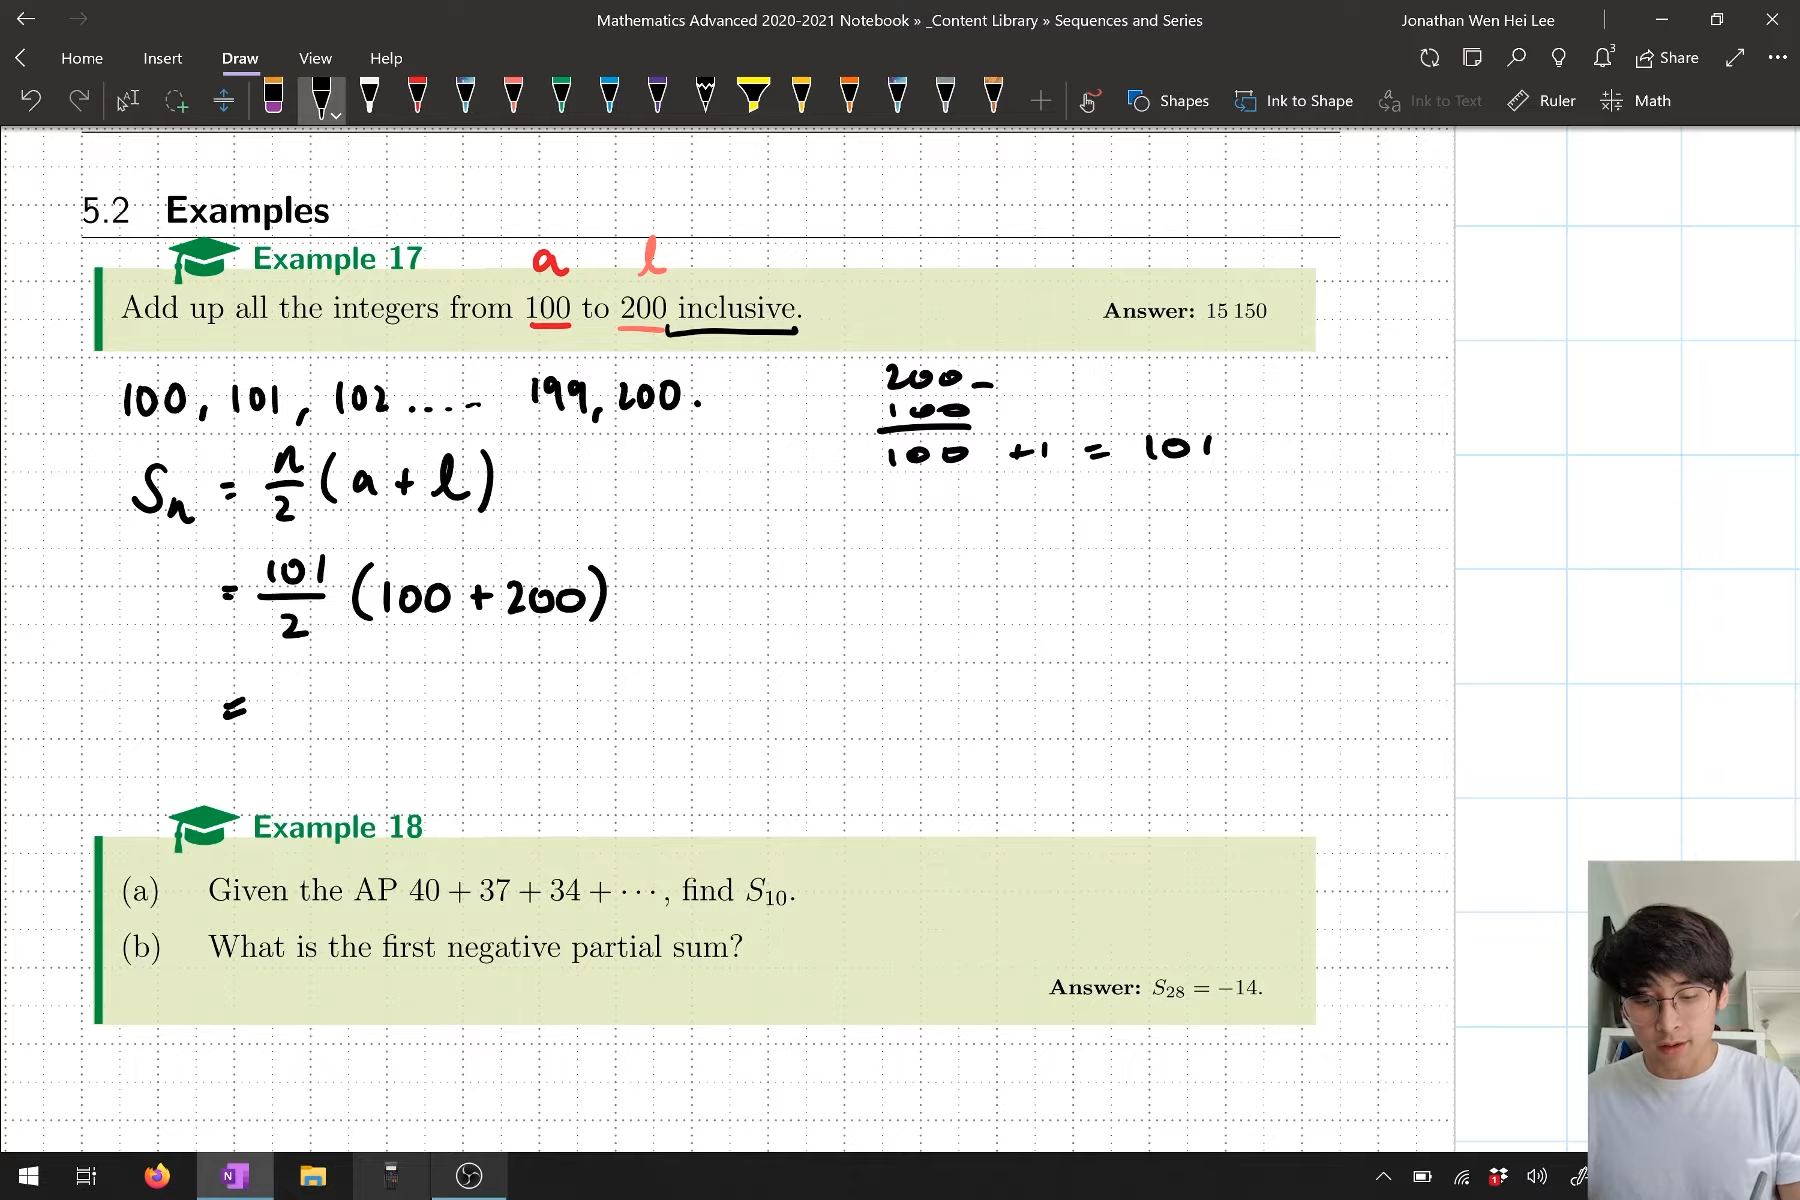 Mathematics Advanced 2020-2021 Notebook » _Content Library » Sequences and Series
Jonathan Wen Hei Lee
Home Insert Draw View Help
3
Share
Shapes
Ink to Shape
Ink to Text
Ruler
Math
5.2 Examples
Example 17
a l
Add up all the integers from 100 to 200 inclusive.
Answer: 15 150
100, 101, 102 .... 199, 200.
200 -
100
100 +1 = 101
Sn = n/2 (a + l)
= 101/2 (100 + 200)
=
Example 18
(a) Given the AP 40 + 37 + 34 + ⋯, find S₁₀.
(b) What is the first negative partial sum?
Answer: S₂₈ = −14.